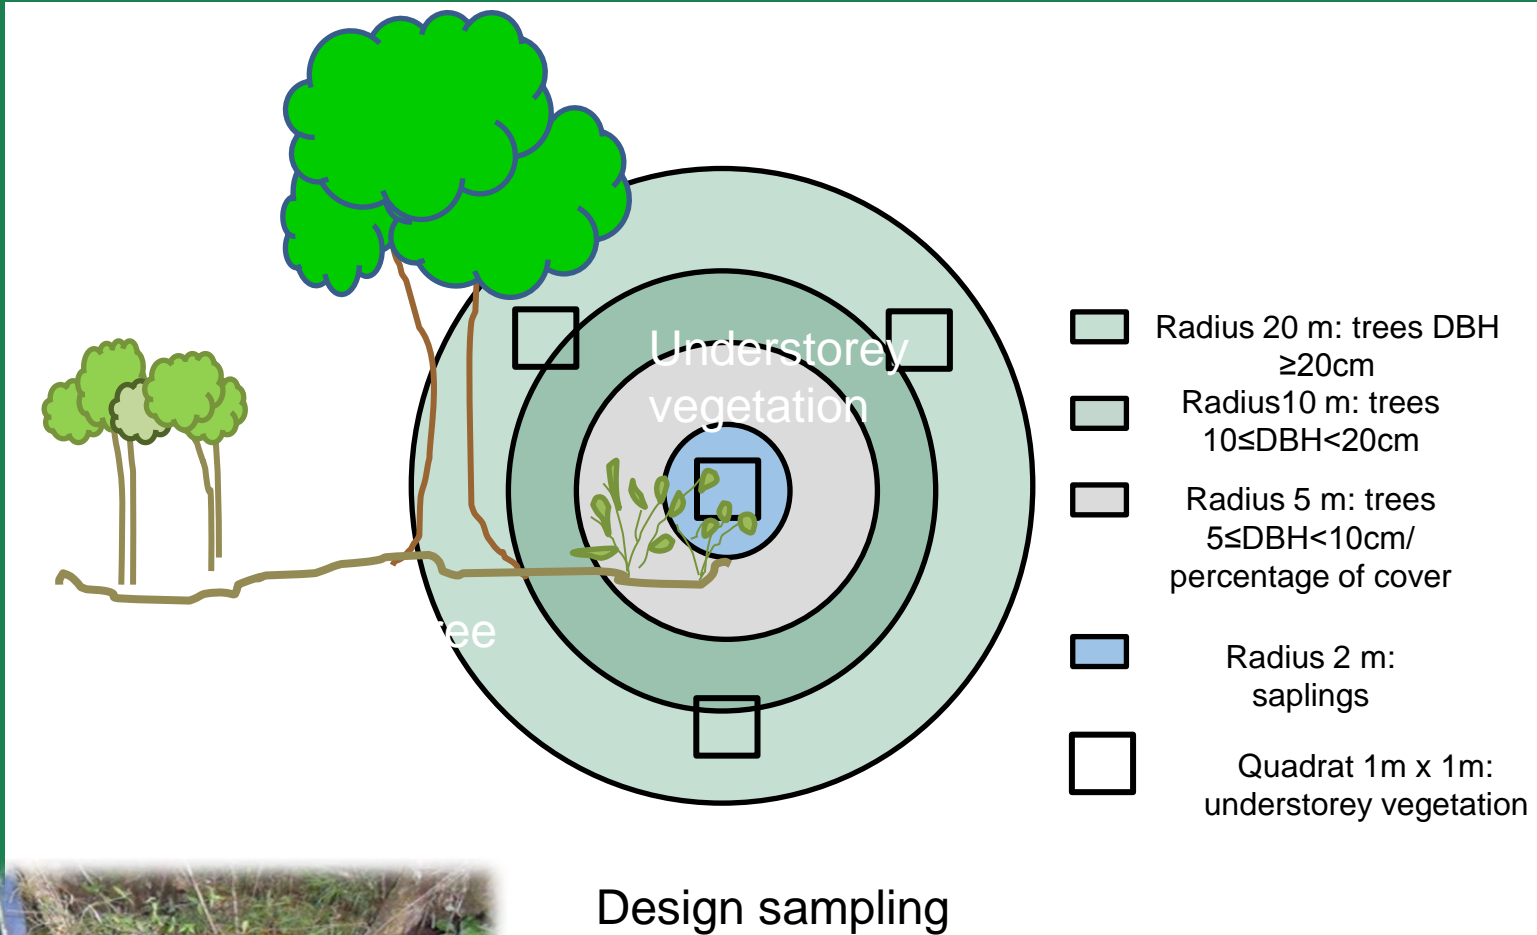 Understorey
vegetation
Radius 20 m: trees DBH
≥20cm
Radius10 m: trees
10≤DBH<20cm
Radius 5 m: trees
5≤DBH<10cm/
percentage of cover
Radius 2 m:
saplings
Quadrat 1m x 1m:
understorey vegetation
Design sampling